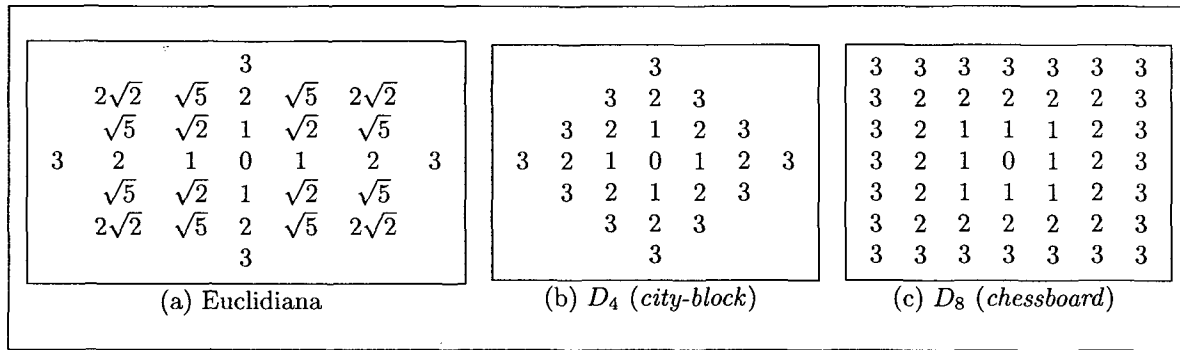 3
2√2 √5 2 √5 2√2
√5 √2 1 √2 √5
3 2 1 0 1 2 3
√5 √2 1 √2 √5
2√2 √5 2 √5 2√2
3
(a) Euclidiana
3
3 2 3
3 2 1 2 3
3 2 1 0 1 2 3
3 2 1 2 3
3 2 3
3
(b) D₄ (city-block)
3 3 3 3 3 3 3
3 2 2 2 2 2 3
3 2 1 1 1 2 3
3 2 1 0 1 2 3
3 2 1 1 1 2 3
3 2 2 2 2 2 3
3 3 3 3 3 3 3
(c) D₈ (chessboard)